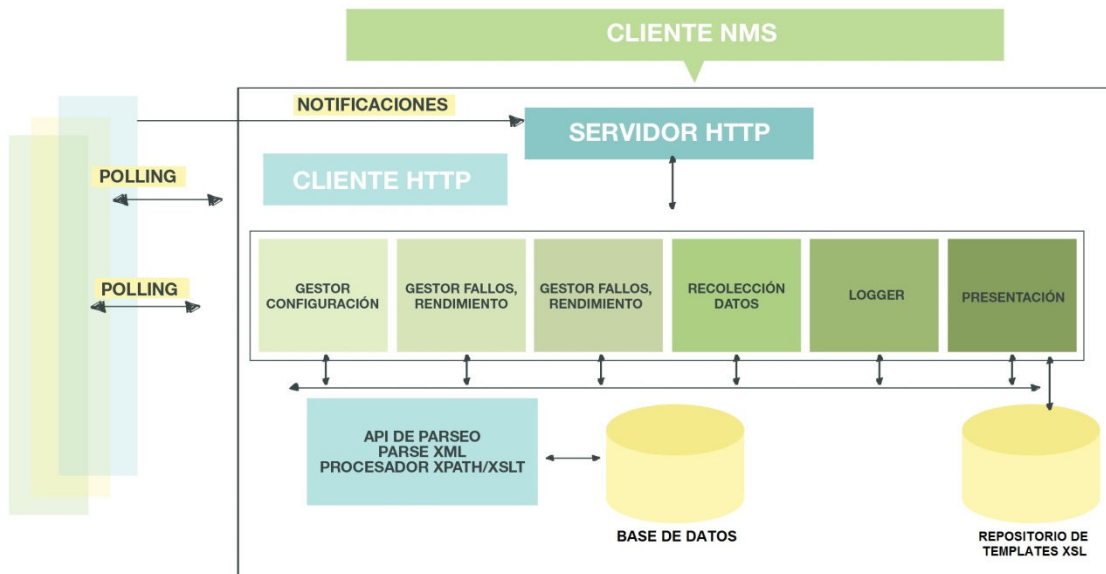 CLIENTE NMS
NOTIFICACIONES
SERVIDOR HTTP
POLLING
CLIENTE HTTP
POLLING
GESTOR
CONFIGURACIÓN
GESTOR FALLOS,
RENDIMIENTO
GESTOR FALLOS,
RENDIMIENTO
RECOLECCIÓN
DATOS
LOGGER
PRESENTACIÓN
API DE PARSEO
PARSE XML
PROCESADOR XPATH/XSLT
BASE DE DATOS
REPOSITORIO DE
TEMPLATES XSL